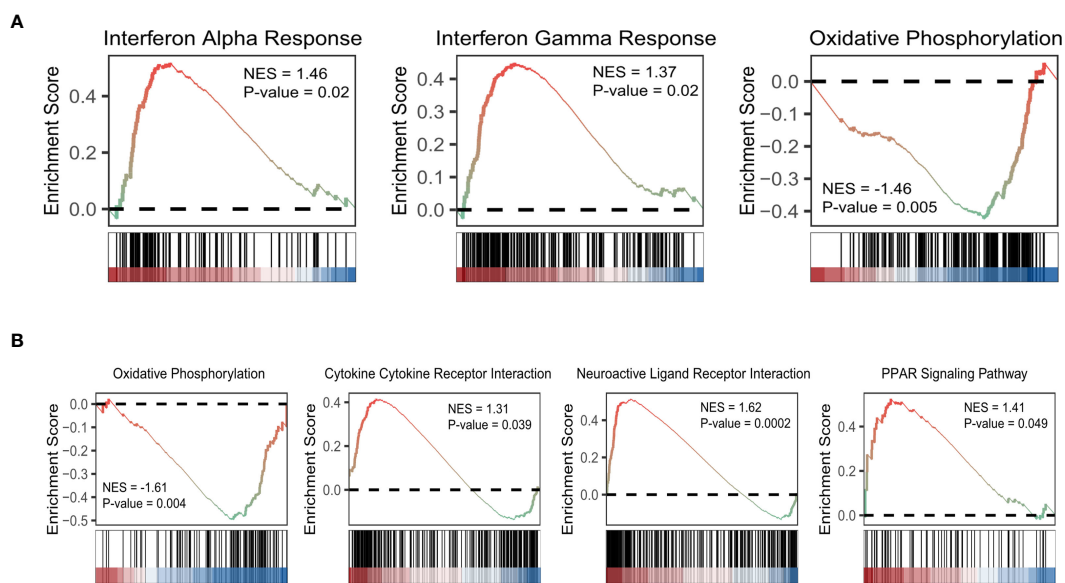 A
Interferon Alpha Response
Enrichment Score
0.4
0.2
0.0
NES = 1.46
P-value = 0.02
Interferon Gamma Response
Enrichment Score
0.4
0.3
0.2
0.1
0.0
NES = 1.37
P-value = 0.02
Oxidative Phosphorylation
Enrichment Score
0.0
−0.1
−0.2
−0.3
−0.4
NES = -1.46
P-value = 0.005
B
Oxidative Phosphorylation
Enrichment Score
0.0
−0.1
−0.2
−0.3
−0.4
−0.5
NES = -1.61
P-value = 0.004
Cytokine Cytokine Receptor Interaction
Enrichment Score
0.4
0.2
0.0
NES = 1.31
P-value = 0.039
Neuroactive Ligand Receptor Interaction
Enrichment Score
0.4
0.2
0.0
NES = 1.62
P-value = 0.0002
PPAR Signaling Pathway
Enrichment Score
0.4
0.2
0.0
NES = 1.41
P-value = 0.049